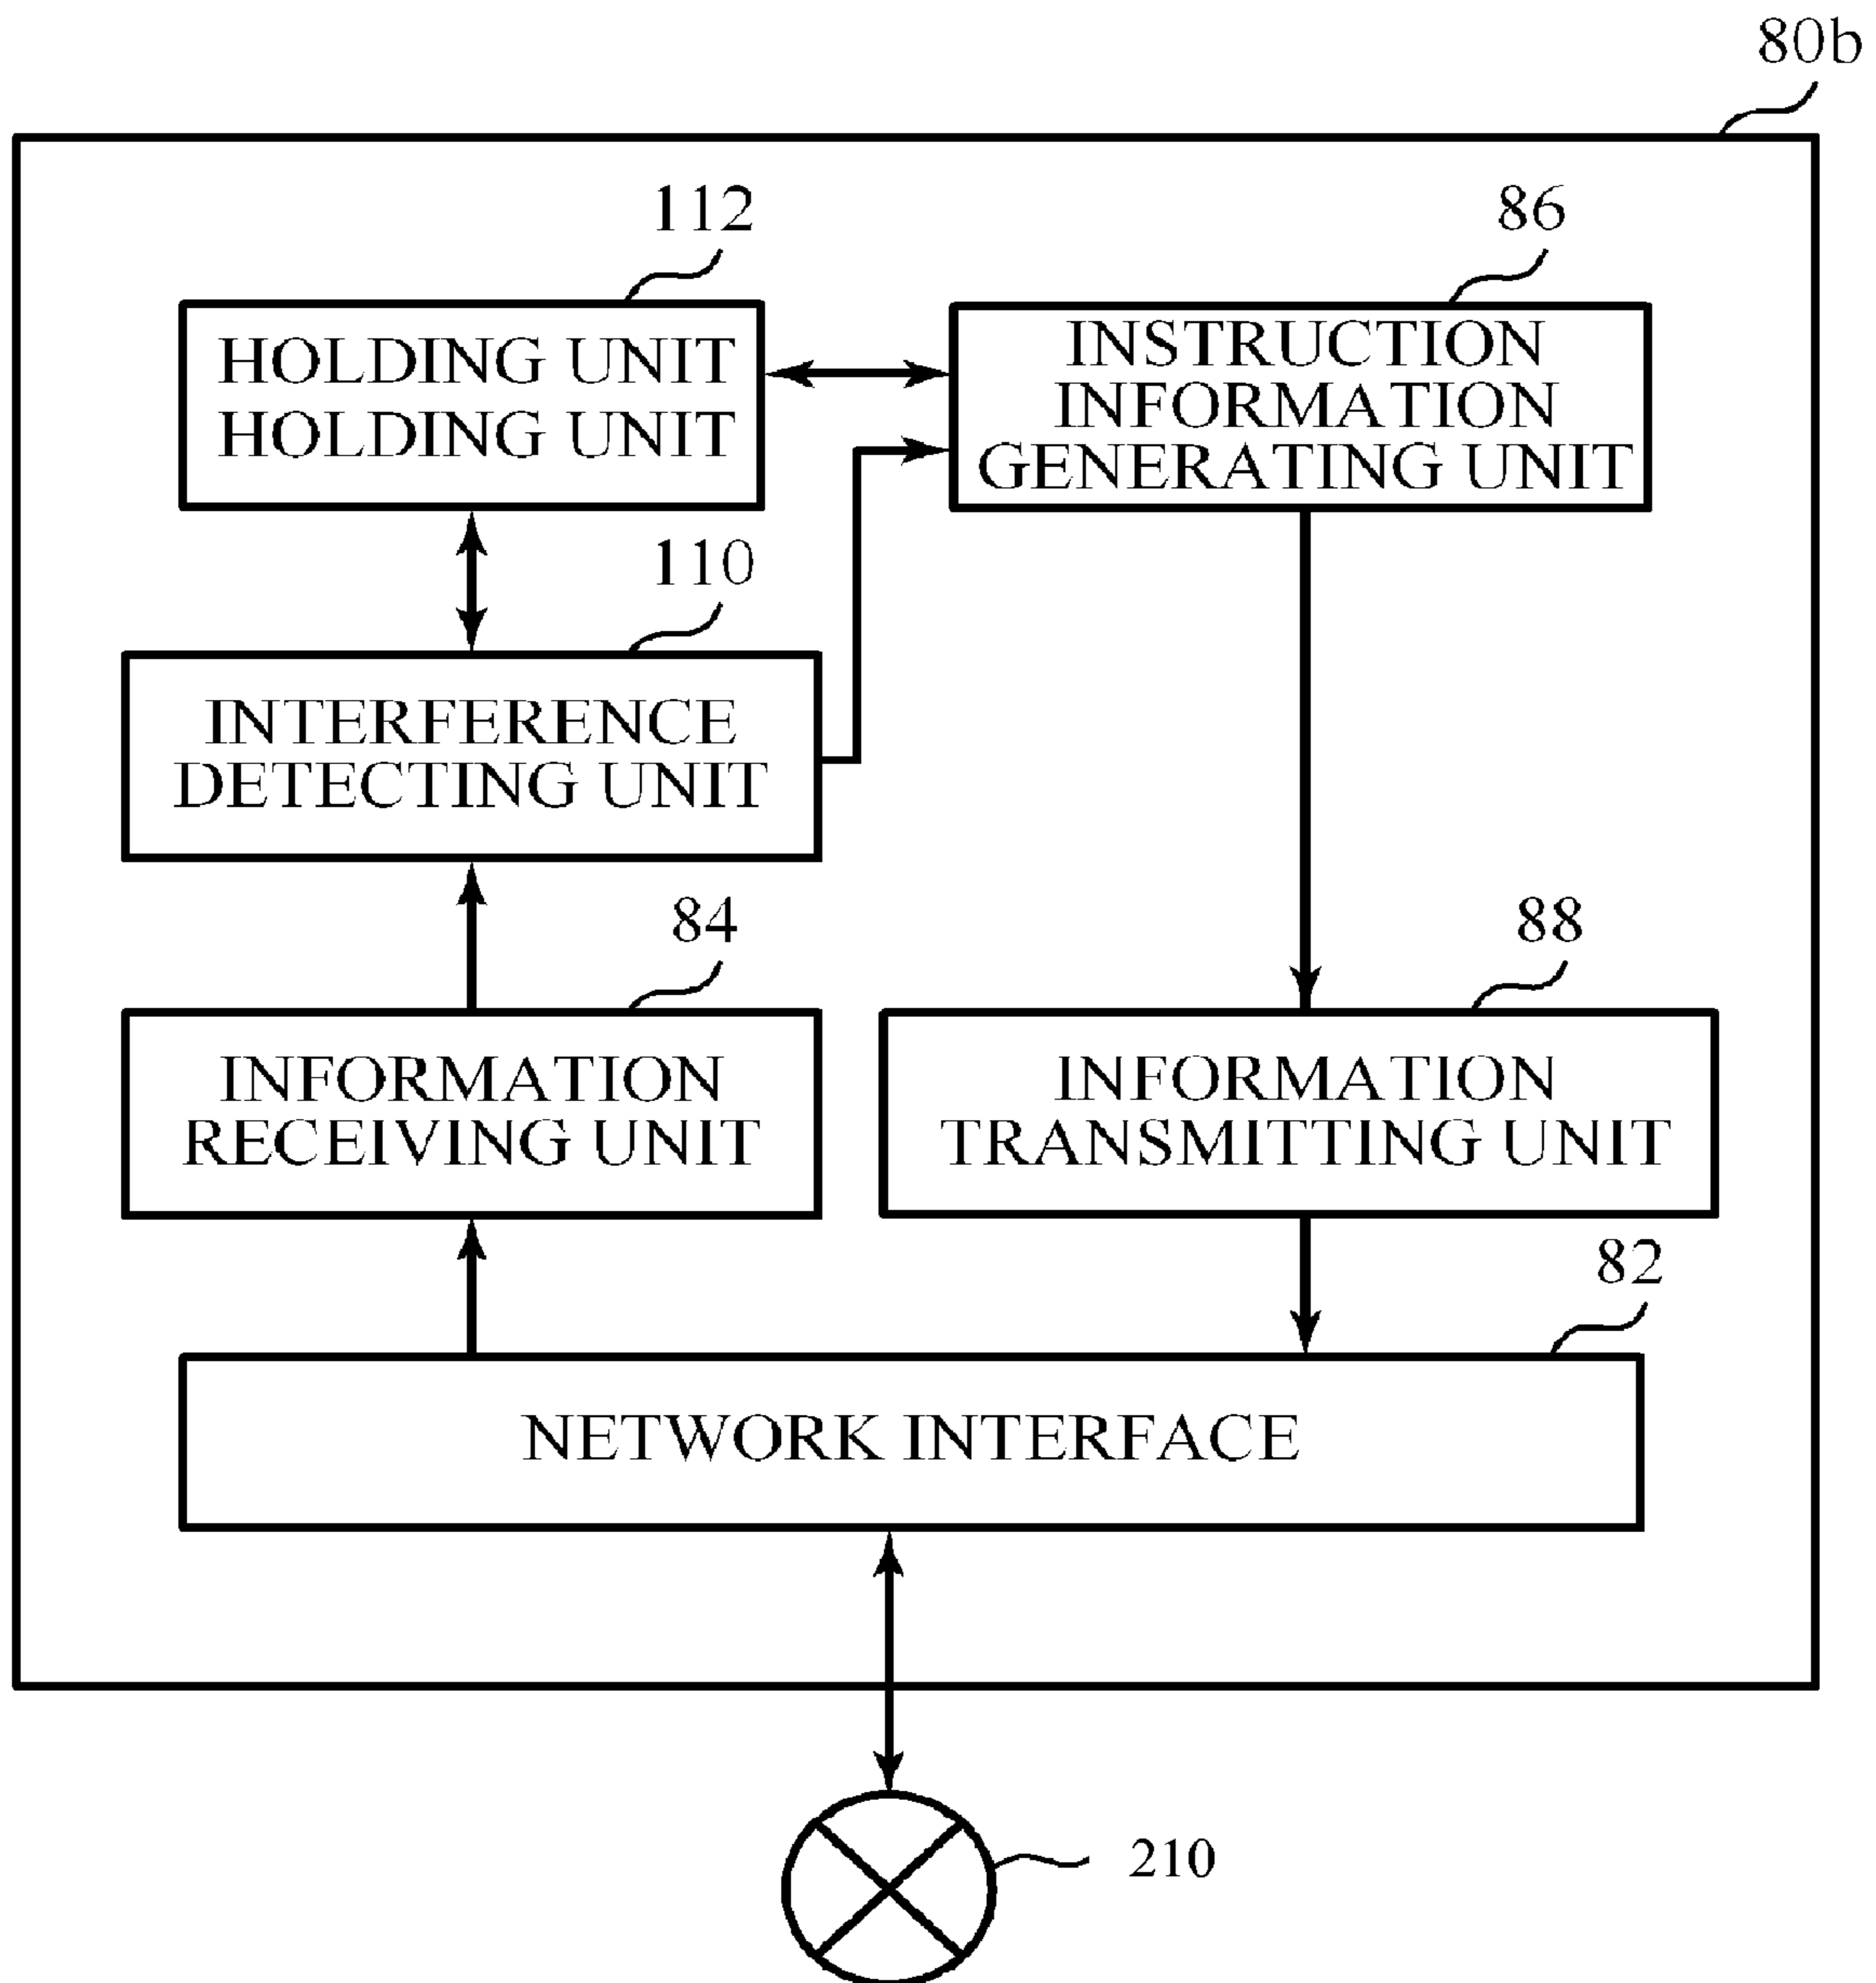 80b
112
86
HOLDING UNIT
HOLDING UNIT
INSTRUCTION
INFORMATION
GENERATING UNIT
110
INTERFERENCE
DETECTING UNIT
84
88
INFORMATION
RECEIVING UNIT
INFORMATION
TRANSMITTING UNIT
82
NETWORK INTERFACE
210